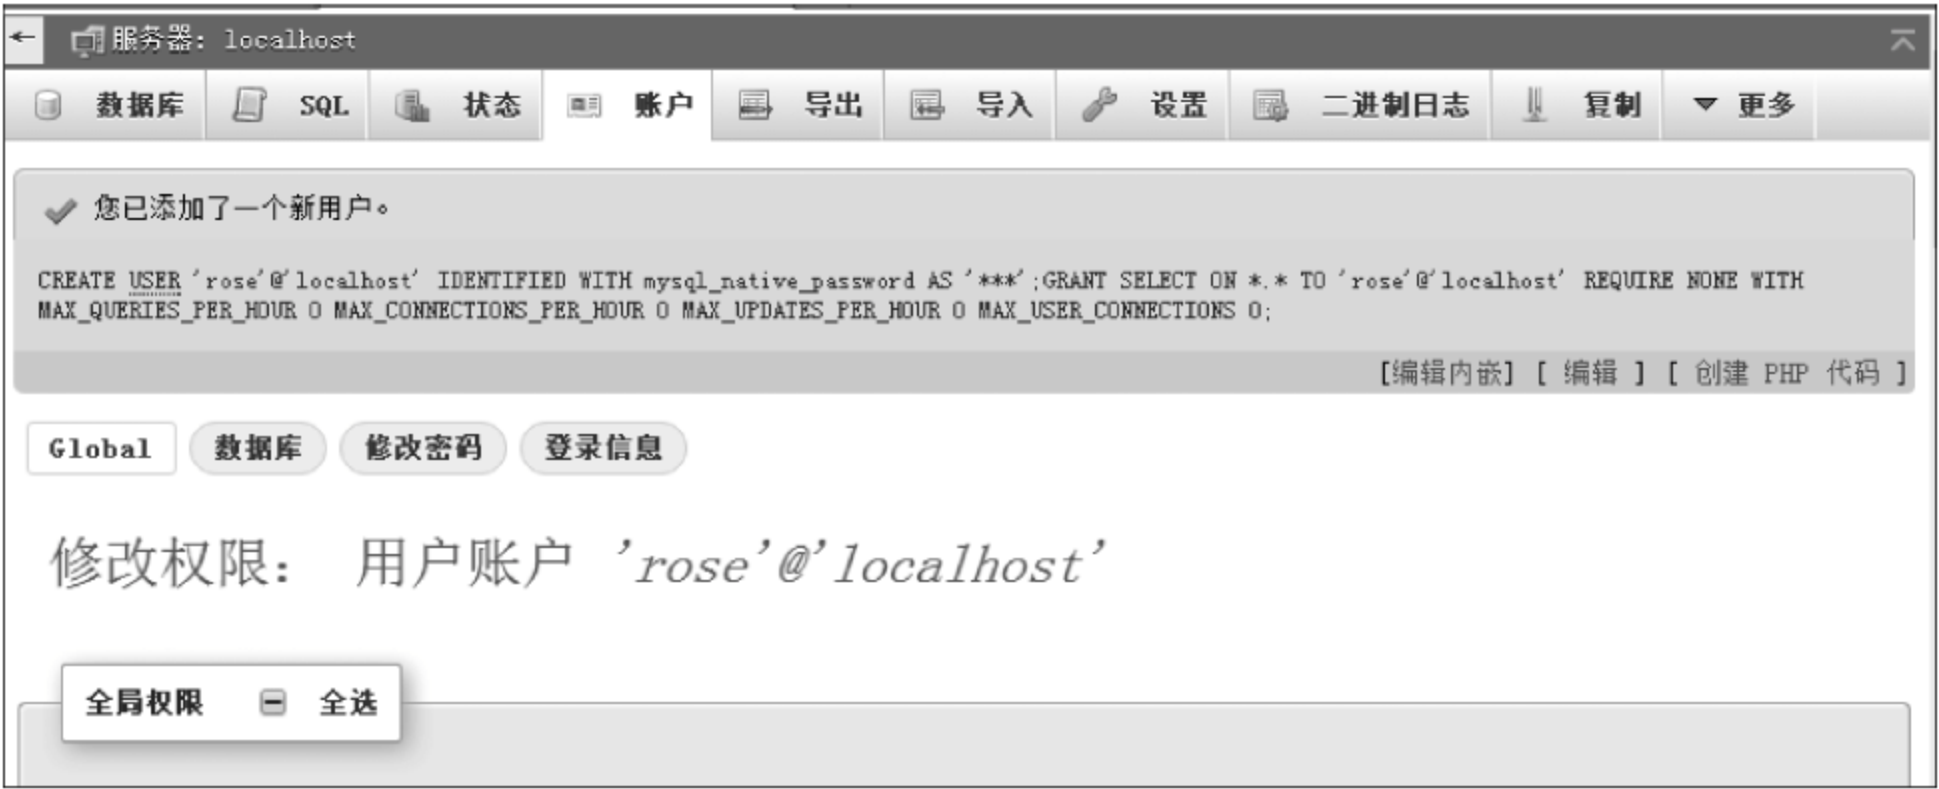 ← 服务器: localhost
数据库 SQL 状态 账户 导出 导入 设置 二进制日志 复制 ▼ 更多
您已添加了一个新用户。
CREATE USER 'rose'@'localhost' IDENTIFIED WITH mysql_native_password AS '***';GRANT SELECT ON *.* TO 'rose'@'localhost' REQUIRE NONE WITH
MAX_QUERIES_PER_HOUR 0 MAX_CONNECTIONS_PER_HOUR 0 MAX_UPDATES_PER_HOUR 0 MAX_USER_CONNECTIONS 0;
[编辑内嵌] [ 编辑 ] [ 创建 PHP 代码 ]
Global 数据库 修改密码 登录信息
修改权限: 用户账户 'rose'@'localhost'
全局权限 全选